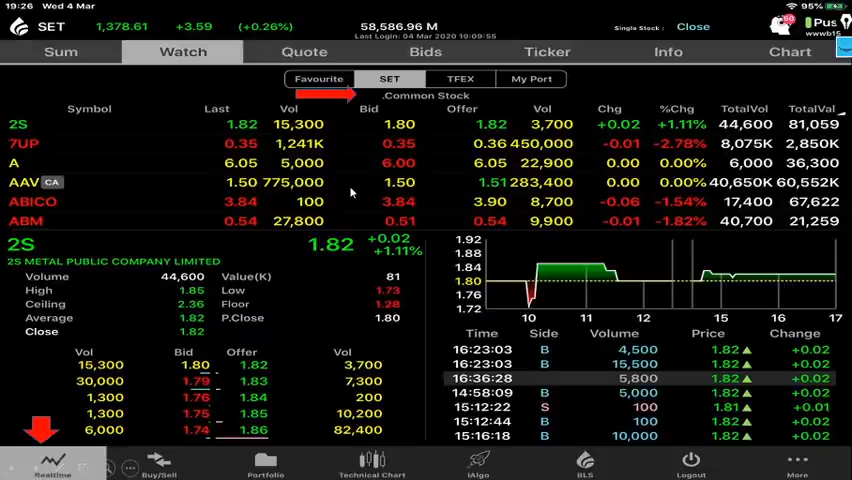 19:26 Wed 4 Mar 95%
SET 1,378.61 +3.59 (+0.26%) 58,586.96 M Single Stock : Close 50 Pus
Last Login: 04 Mar 2020 20:09:55 wwwb15
Sum Watch Quote Bids Ticker Info Chart
Favourite SET TFEX My Port
.Common Stock
Symbol Last Vol Bid Offer Vol Chg %Chg TotalVol TotalVal
2S 1.82 15,300 1.80 1.82 3,700 +0.02 +1.11% 44,600 81,059
7UP 0.35 1,241K 0.35 0.36 450,000 -0.01 -2.78% 8,075K 2,850K
A 6.05 5,000 6.00 6.05 22,900 0.00 0.00% 6,000 36,300
AAV CA 1.50 775,000 1.50 1.51 283,400 0.00 0.00% 40,650K 60,552K
ABICO 3.84 100 3.84 3.90 8,700 -0.06 -1.54% 17,400 67,622
ABM 0.54 27,800 0.51 0.54 9,900 -0.01 -1.82% 40,700 21,259
2S 1.82 +0.02
+1.11%
2S METAL PUBLIC COMPANY LIMITED
Volume 44,600 Value(K) 81
High 1.85 Low 1.73
Ceiling 2.36 Floor 1.28
Average 1.82 P.Close 1.80
Close 1.82
Vol Bid Offer Vol
15,300 1.80 1.82 3,700
30,000 1.79 1.83 7,300
1,300 1.76 1.84 200
1,300 1.75 1.85 10,200
6,000 1.74 1.86 82,400
1.92
1.88
1.84
1.80
1.76
1.72
10 11 12 15 16 17
Time Side Volume Price Change
16:23:03 B 4,500 1.82 +0.02
16:23:03 B 15,500 1.82 +0.02
16:36:28 5,800 1.82 +0.02
14:58:09 B 5,000 1.82 +0.02
15:12:22 S 100 1.81 +0.01
15:12:44 B 100 1.82 +0.02
15:16:18 B 10,000 1.82 +0.02
Realtime Buy/Sell Portfolio Technical Chart iAlgo BLS Logout More